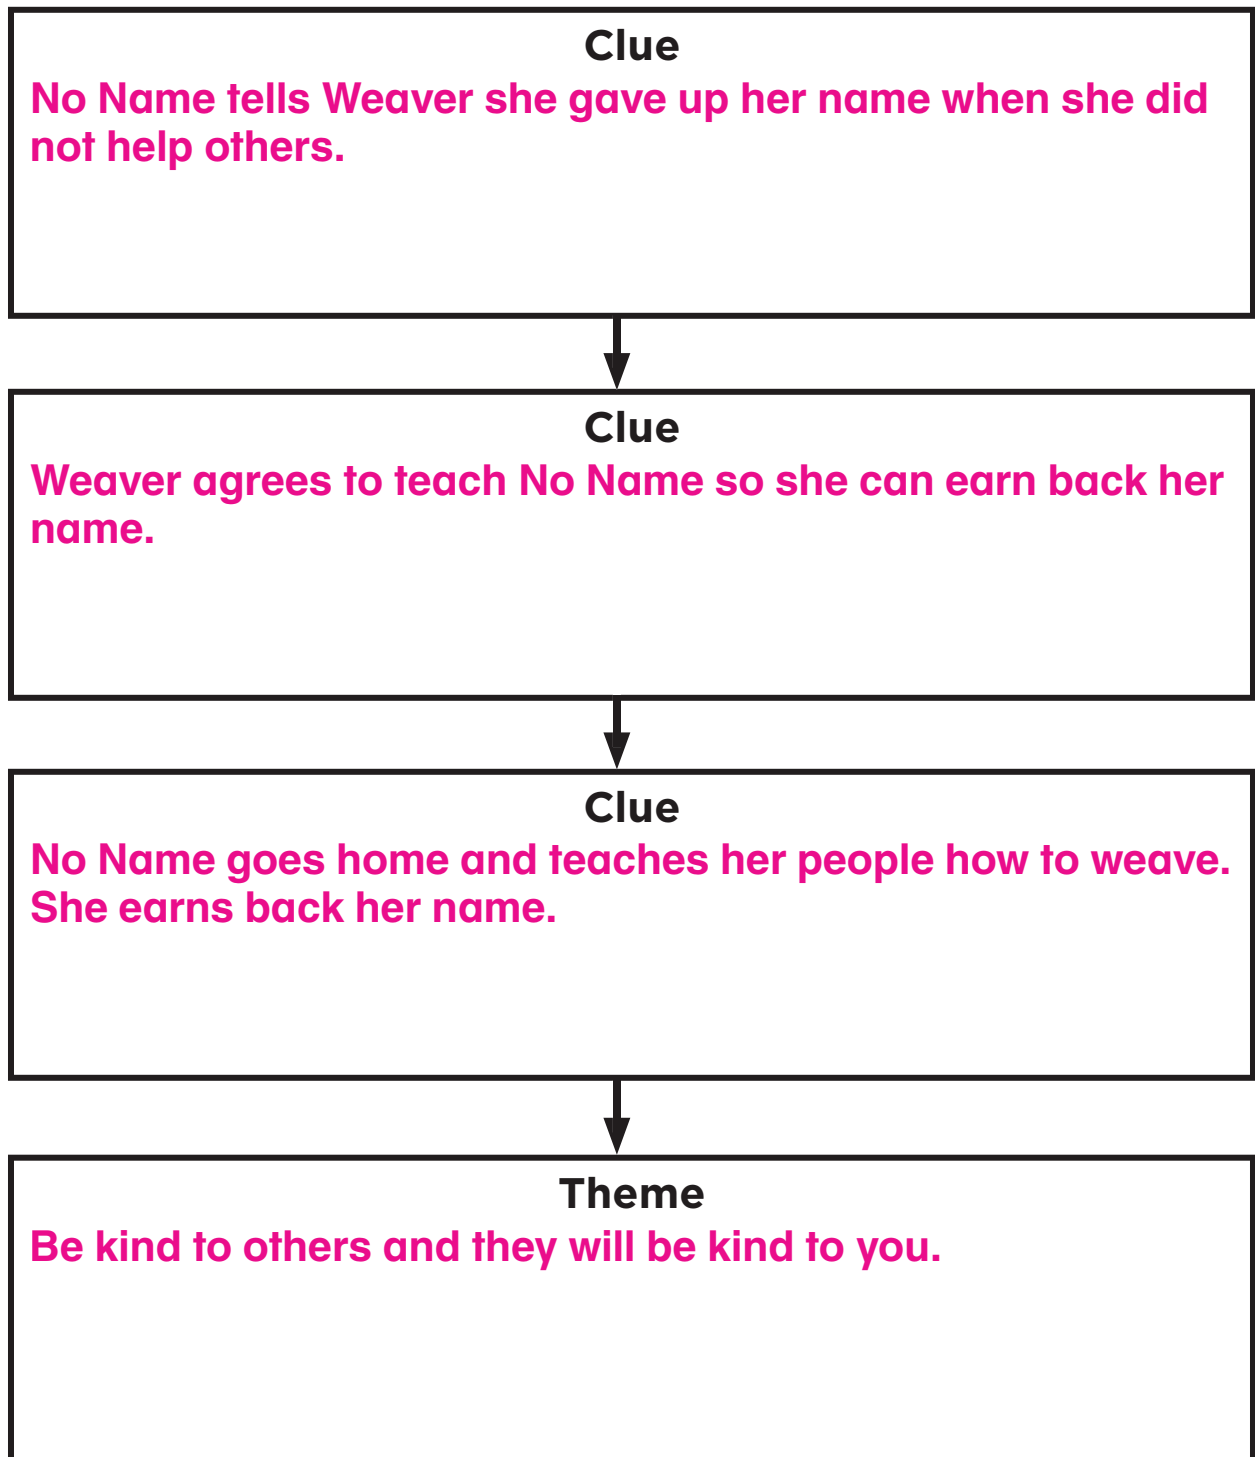 Clue
No Name tells Weaver she gave up her name when she did
not help others.
Clue
Weaver agrees to teach No Name so she can earn back her
name.
Clue
No Name goes home and teaches her people how to weave.
She earns back her name.
Theme
Be kind to others and they will be kind to you.